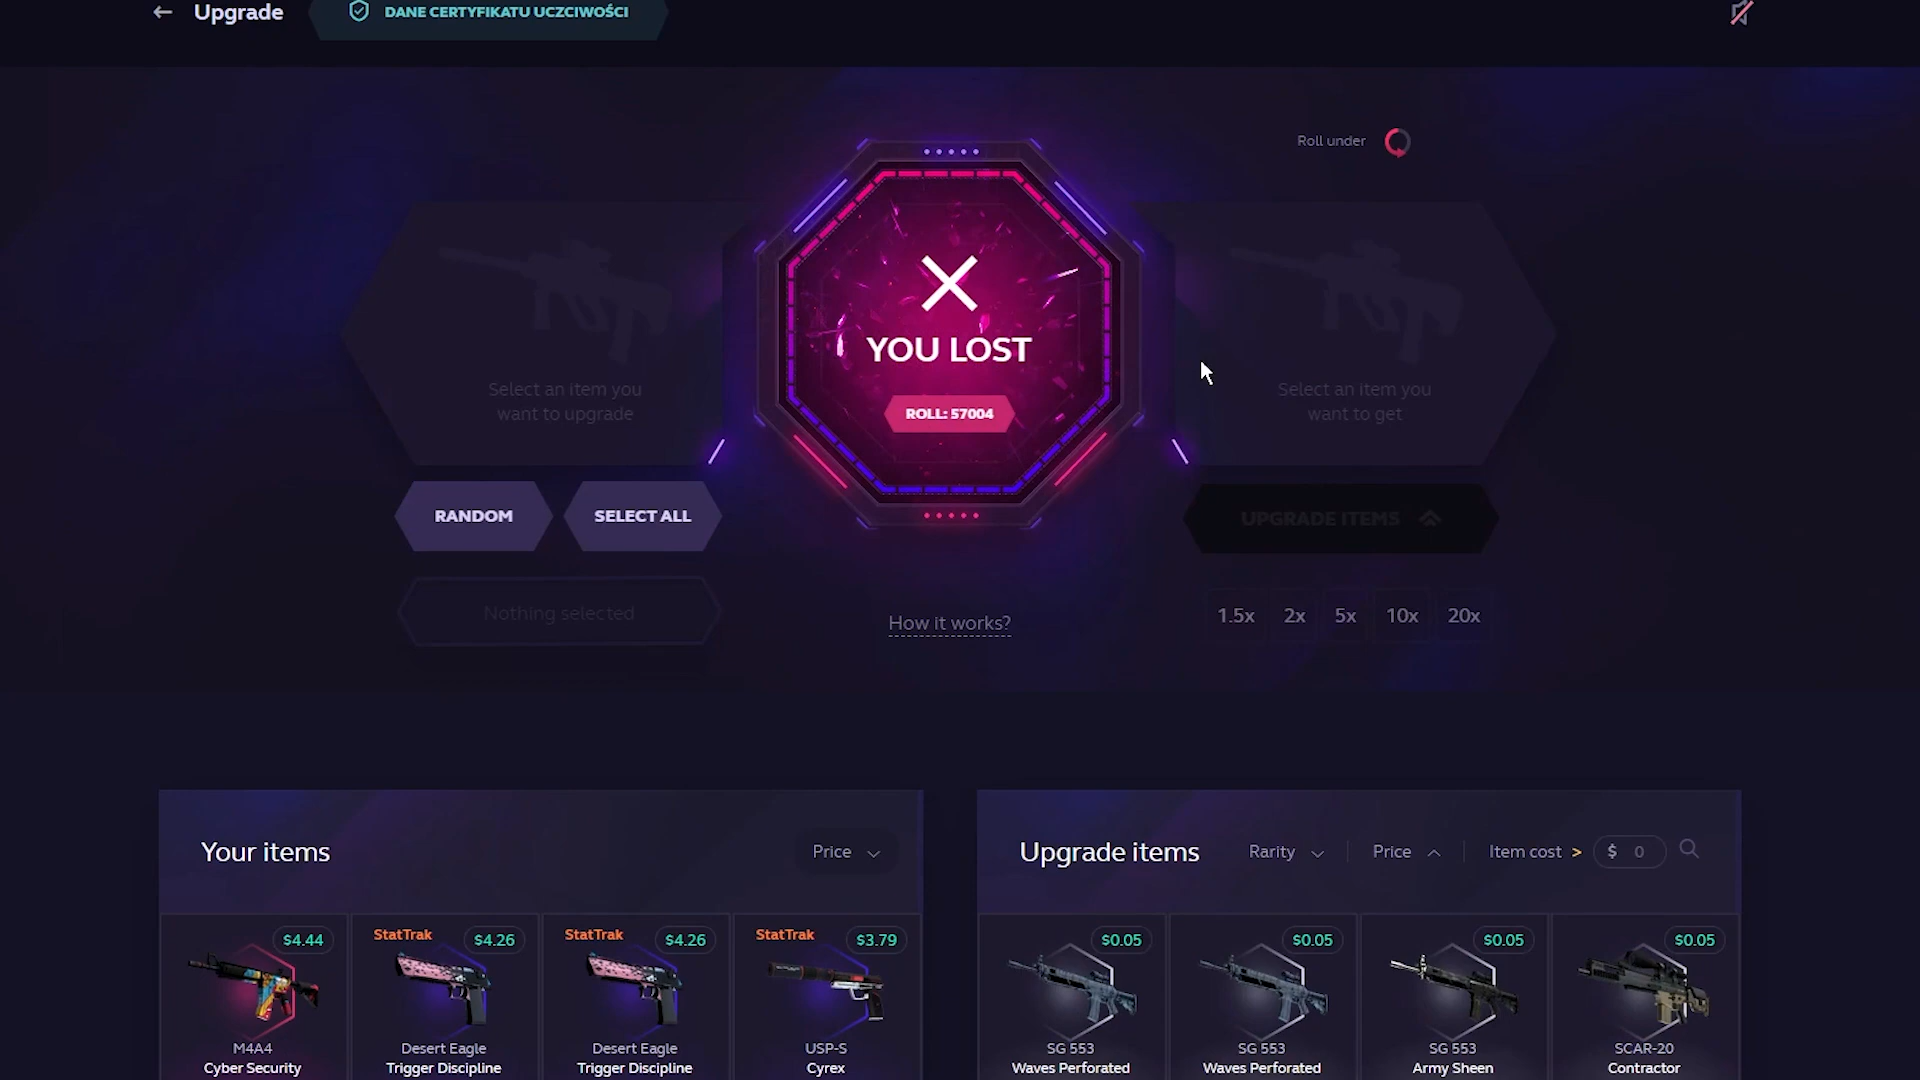 Upgrade
DANE CERTYFIKATU UCZCIWOŚCI
Roll under
YOU LOST
ROLL: 57004
Select an item you
want to upgrade
Select an item you
want to get
RANDOM
SELECT ALL
UPGRADE ITEMS
Nothing selected
How it works?
1.5x
2x
5x
10x
20x
Your items
Price
Upgrade items
Rarity
Price
Item cost >
$ 0
$4.44
StatTrak
$4.26
StatTrak
$4.26
StatTrak
$3.79
$0.05
$0.05
$0.05
$0.05
M4A4
Cyber Security
Desert Eagle
Trigger Discipline
Desert Eagle
Trigger Discipline
USP-S
Cyrex
SG 553
Waves Perforated
SG 553
Waves Perforated
SG 553
Army Sheen
SCAR-20
Contractor